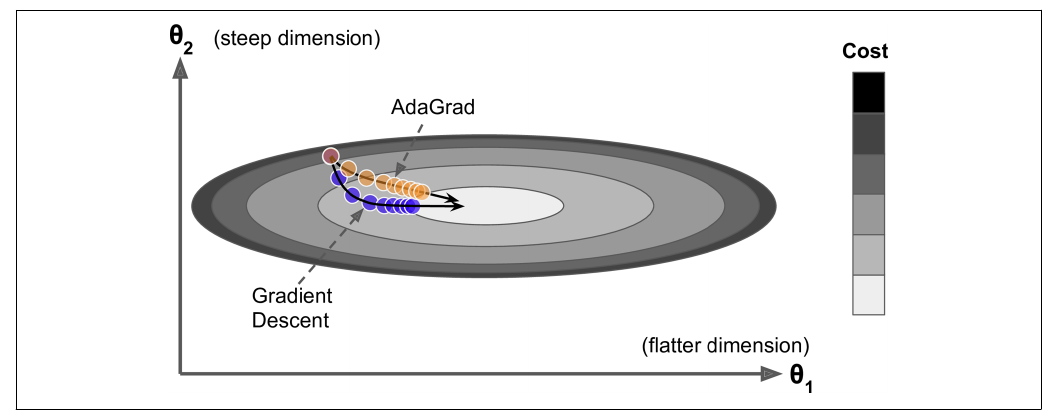 θ2 (steep dimension)
Cost
AdaGrad
Gradient
Descent
(flatter dimension)
θ1